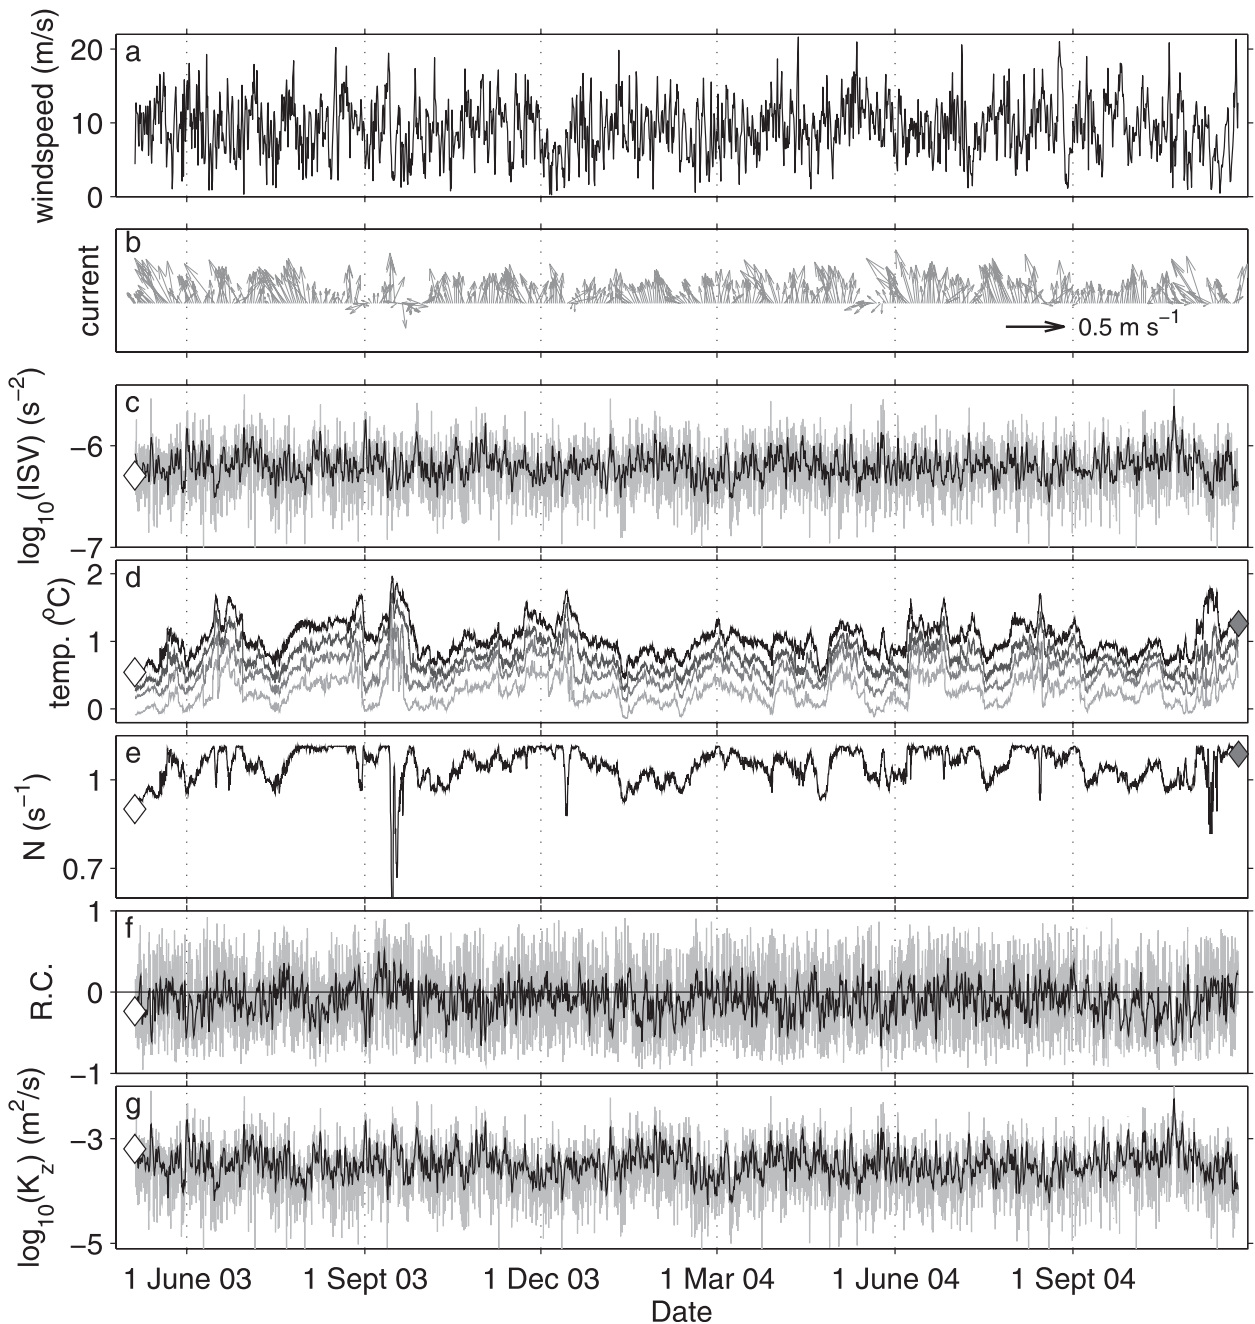 a
windspeed (m/s)
20
10
0
b
current
0.5 m s⁻¹
c
log₁₀(ISV) (s⁻²)
−6
−7
d
temp. (⁰C)
2
1
0
e
N (s⁻¹)
1
0.7
f
R.C.
1
0
−1
g
log₁₀(K_z) (m²/s)
−3
−5
1 June 03 1 Sept 03 1 Dec 03 1 Mar 04 1 June 04 1 Sept 04
Date